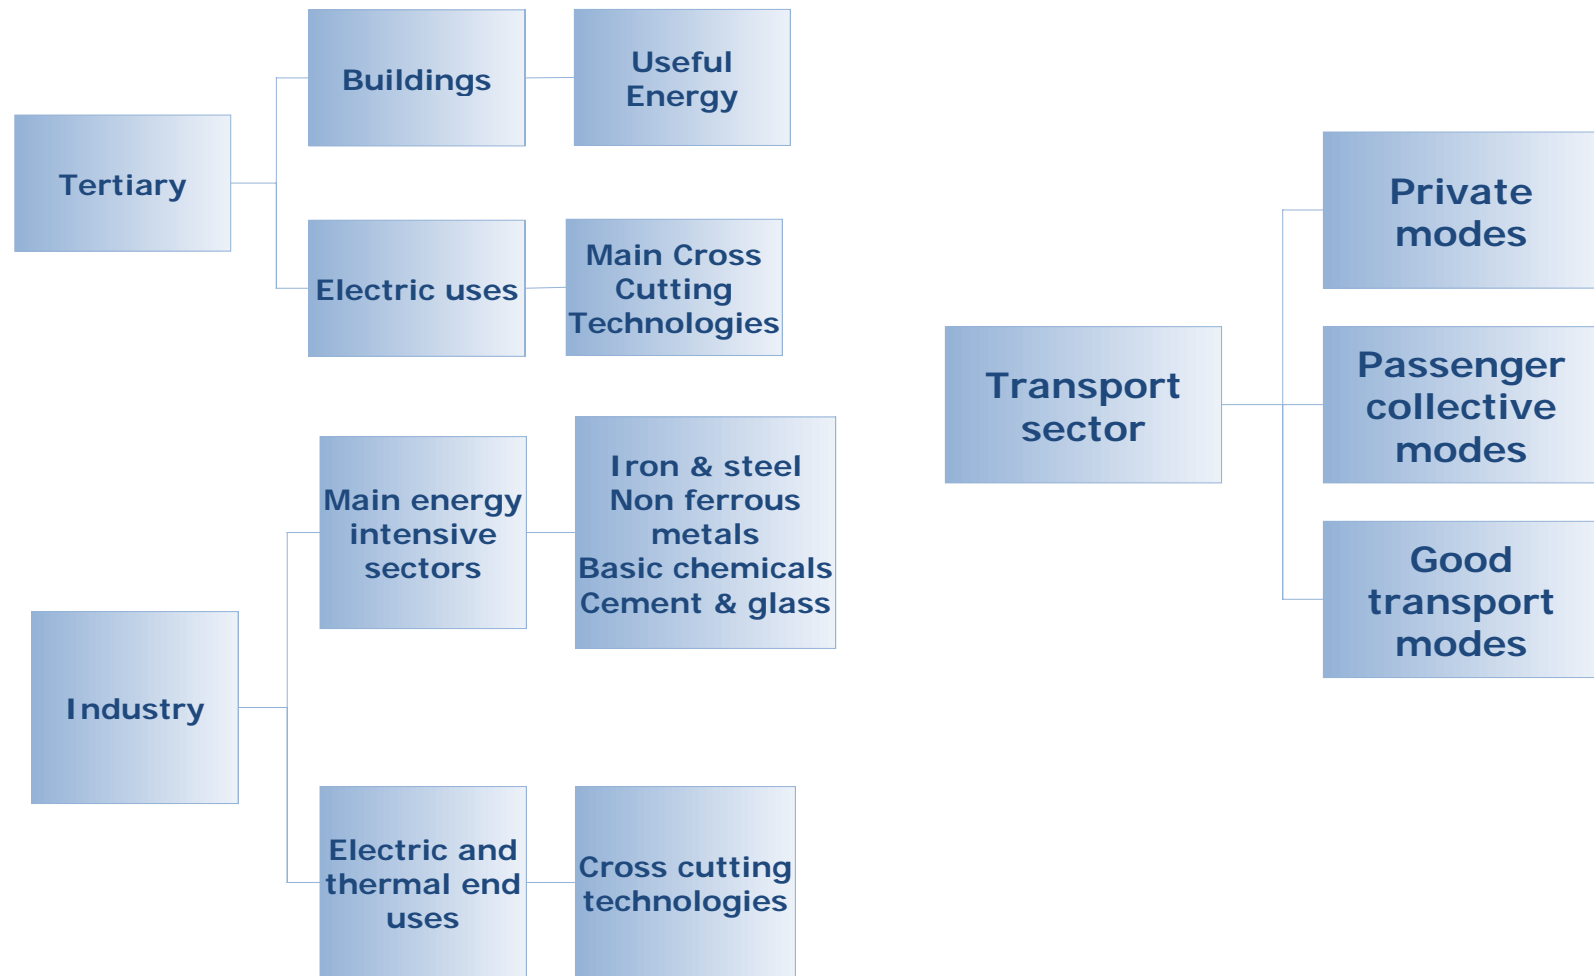 Tertiary
Buildings
Useful
Energy
Electric uses
Main Cross
Cutting
Technologies
Industry
Main energy
intensive
sectors
Iron & steel
Non ferrous
metals
Basic chemicals
Cement & glass
Electric and
thermal end
uses
Cross cutting
technologies
Transport
sector
Private
modes
Passenger
collective
modes
Good
transport
modes